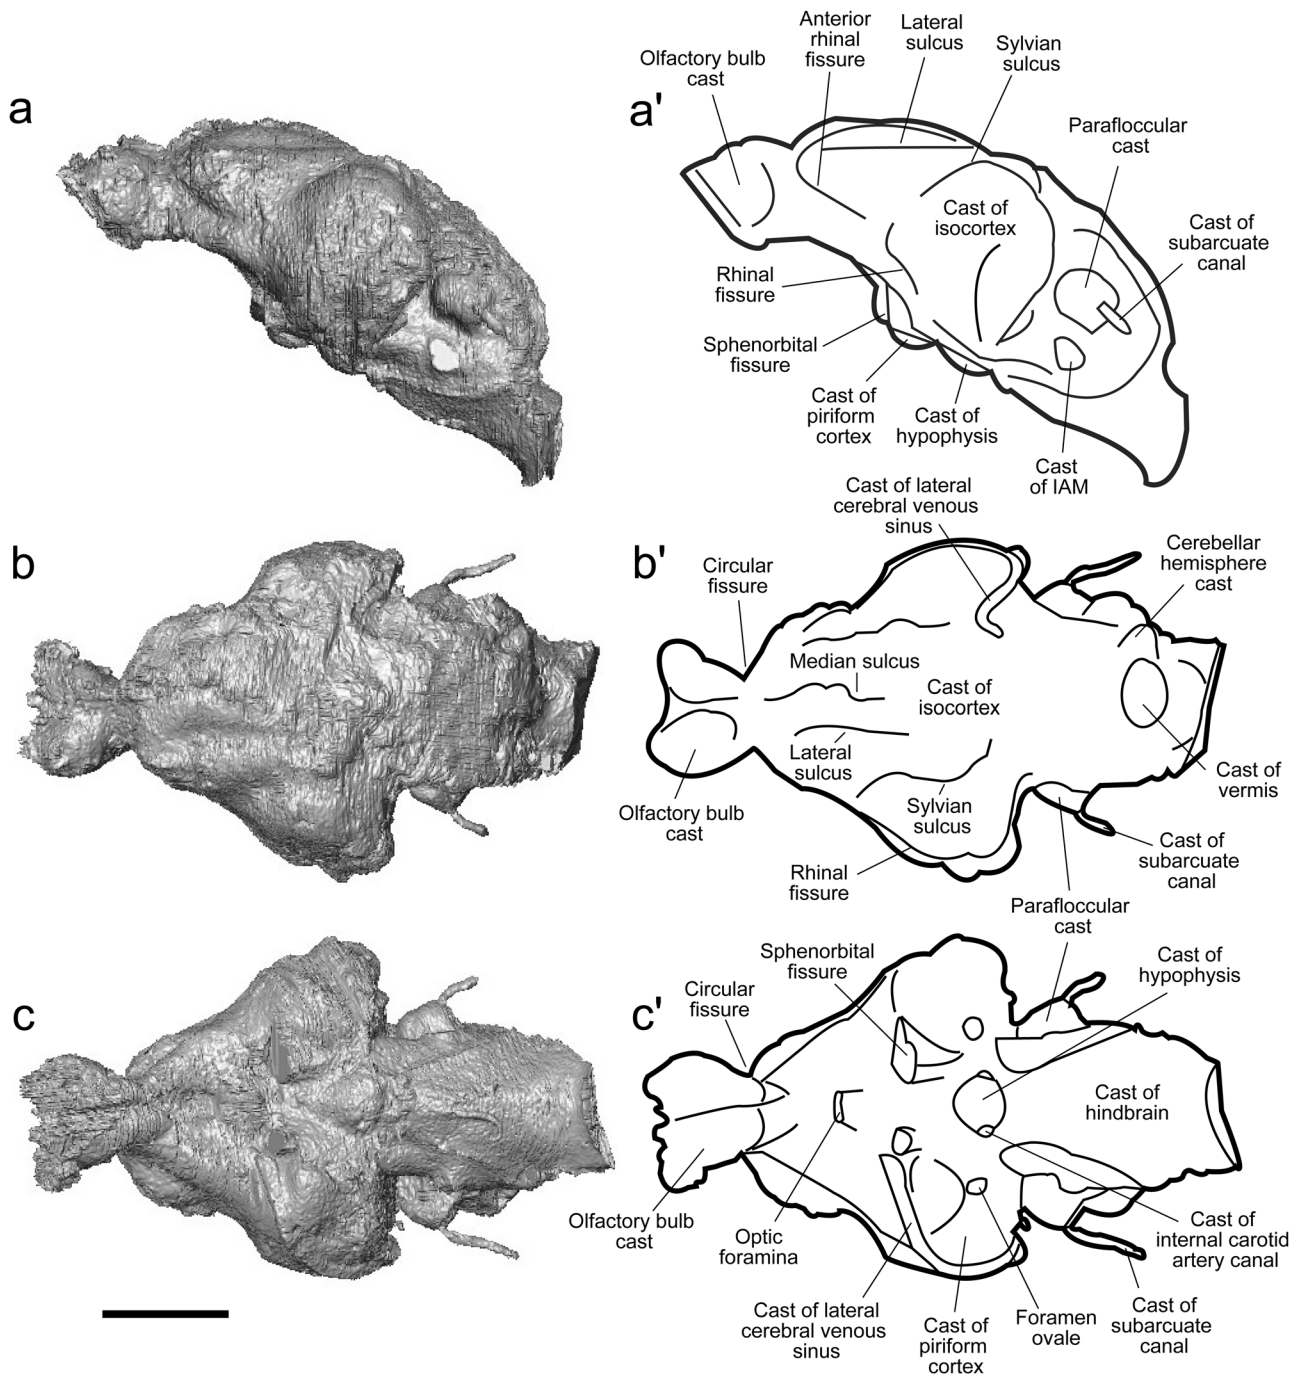 a
a'
Olfactory bulb
cast
Anterior
rhinal
fissure
Lateral
sulcus
Sylvian
sulcus
Parafloccular
cast
Cast of
isocortex
Cast of
subarcuate
canal
Rhinal
fissure
Sphenorbital
fissure
Cast of
piriform
cortex
Cast of
hypophysis
Cast
of IAM
b
b'
Cast of lateral
cerebral venous
sinus
Circular
fissure
Cerebellar
hemisphere
cast
Median sulcus
Cast of
isocortex
Lateral
sulcus
Olfactory bulb
cast
Sylvian
sulcus
Cast of
vermis
Rhinal
fissure
Cast of
subarcuate
canal
Parafloccular
cast
c
c'
Sphenorbital
fissure
Cast of
hypophysis
Circular
fissure
Cast of
hindbrain
Olfactory bulb
cast
Optic
foramina
Cast of
internal carotid
artery canal
Cast of lateral
cerebral venous
sinus
Cast of
piriform
cortex
Foramen
ovale
Cast of
subarcuate
canal